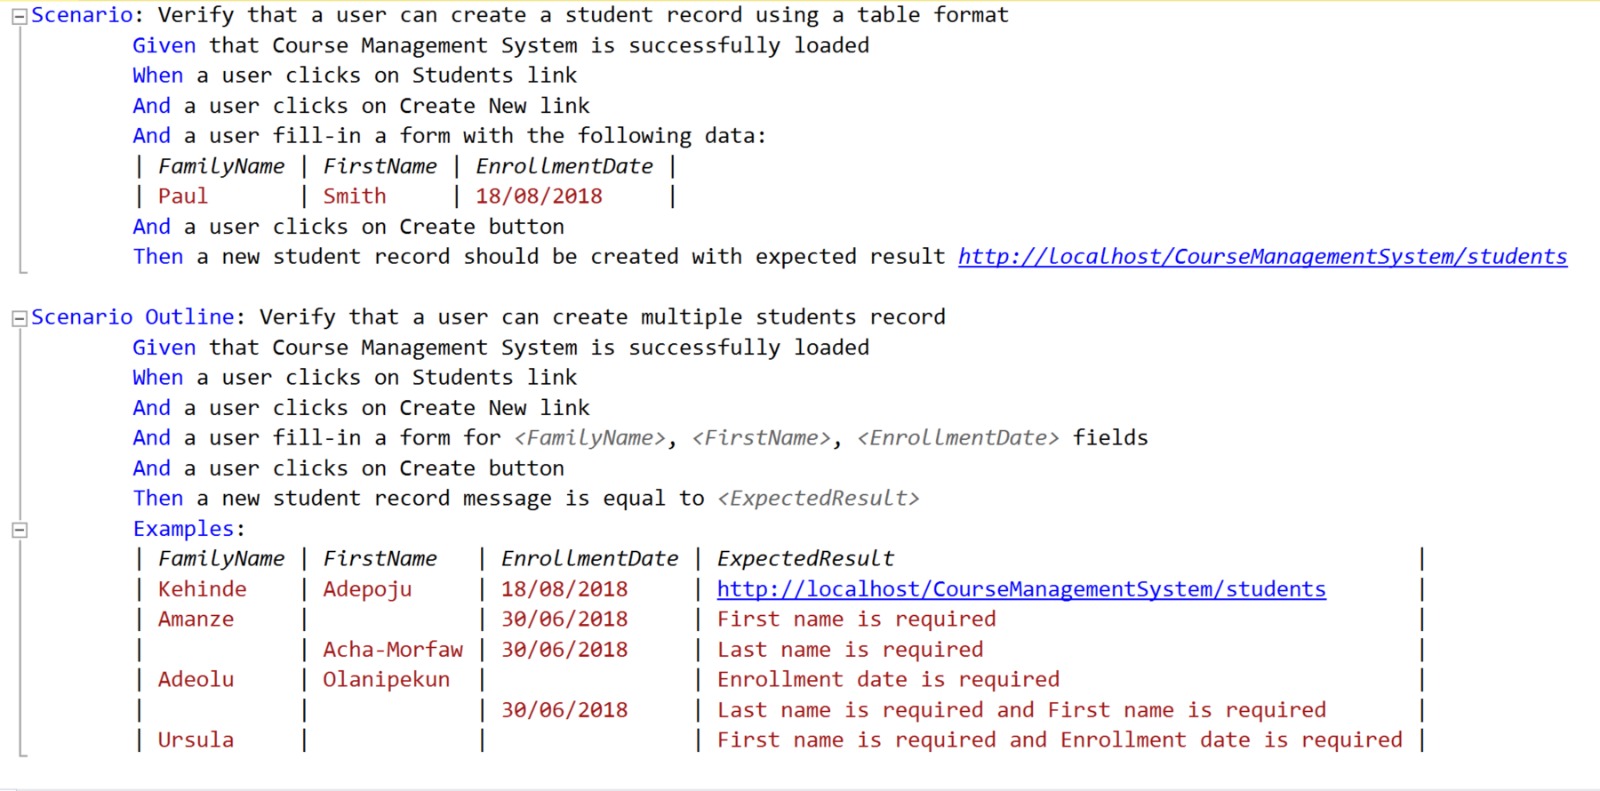 Scenario: Verify that a user can create a student record using a table format
Given that Course Management System is successfully loaded
When a user clicks on Students link
And a user clicks on Create New link
And a user fill-in a form with the following data:
| FamilyName | FirstName | EnrollmentDate |
| Paul | Smith | 18/08/2018 |
And a user clicks on Create button
Then a new student record should be created with expected result http://localhost/CourseManagementSystem/students
Scenario Outline: Verify that a user can create multiple students record
Given that Course Management System is successfully loaded
When a user clicks on Students link
And a user clicks on Create New link
And a user fill-in a form for <FamilyName>, <FirstName>, <EnrollmentDate> fields
And a user clicks on Create button
Then a new student record message is equal to <ExpectedResult>
Examples:
| FamilyName | FirstName | EnrollmentDate | ExpectedResult |
| Kehinde | Adepoju | 18/08/2018 | http://localhost/CourseManagementSystem/students |
| Amanze | | 30/06/2018 | First name is required |
| | Acha-Morfaw | 30/06/2018 | Last name is required |
| Adeolu | Olanipekun | | Enrollment date is required |
| | | 30/06/2018 | Last name is required and First name is required |
| Ursula | | | First name is required and Enrollment date is required |